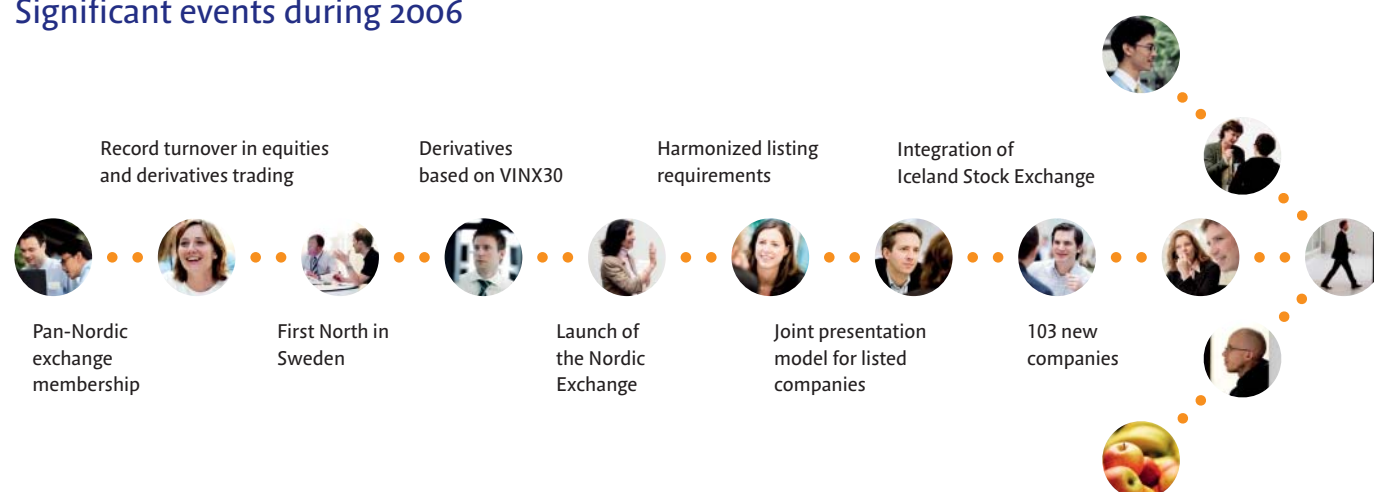 Significant events during 2006
Record turnover in equities
and derivatives trading
Derivatives
based on VINX30
Harmonized listing
requirements
Integration of
Iceland Stock Exchange
Pan-Nordic
exchange
membership
First North in
Sweden
Launch of
the Nordic
Exchange
Joint presentation
model for listed
companies
103 new
companies